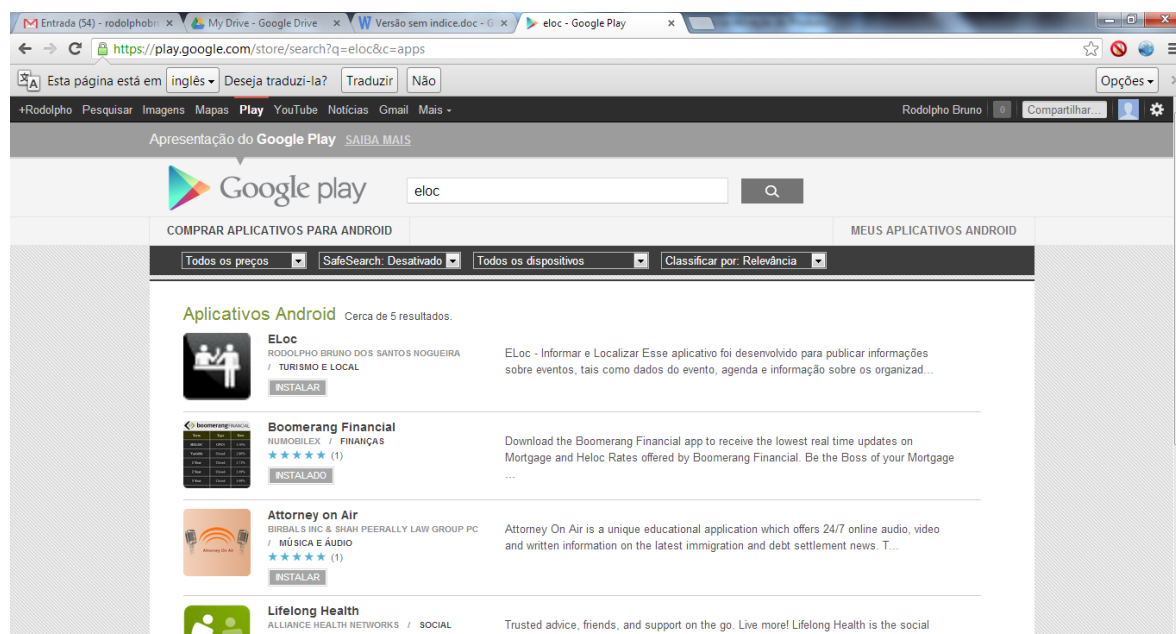 Entrada (54) - rodolphobr
My Drive - Google Drive
Versão sem indice.doc - G
eloc - Google Play
https://play.google.com/store/search?q=eloc&c=apps
Esta página está em inglês Deseja traduzi-la? Traduzir Não Opções
+Rodolpho Pesquisar Imagens Mapas Play YouTube Notícias Gmail Mais Rodolpho Bruno 0 Compartilhar...
Apresentação do Google Play SAIBA MAIS
Google play eloc
COMPRAR APLICATIVOS PARA ANDROID MEUS APLICATIVOS ANDROID
Todos os preços SafeSearch: Desativado Todos os dispositivos Classificar por: Relevância
Aplicativos Android Cerca de 5 resultados.
ELoc
RODOLPHO BRUNO DOS SANTOS NOGUEIRA
/ TURISMO E LOCAL
INSTALAR
ELoc - Informar e Localizar Esse aplicativo foi desenvolvido para publicar informações
sobre eventos, tais como dados do evento, agenda e informação sobre os organizad...
boomerang FINANCIAL
Boomerang Financial
NUMOBILEX / FINANÇAS
(1)
INSTALADO
Download the Boomerang Financial app to receive the lowest real time updates on
Mortgage and Heloc Rates offered by Boomerang Financial. Be the Boss of your Mortgage
...
Attorney On Air
Attorney on Air
BIRBALS INC & SHAH PEERALLY LAW GROUP PC
/ MÚSICA E ÁUDIO
(1)
INSTALAR
Attorney On Air is a unique educational application which offers 24/7 online audio, video
and written information on the latest immigration and debt settlement news. T...
Lifelong Health
ALLIANCE HEALTH NETWORKS / SOCIAL
Trusted advice, friends, and support on the go. Live more! Lifelong Health is the social